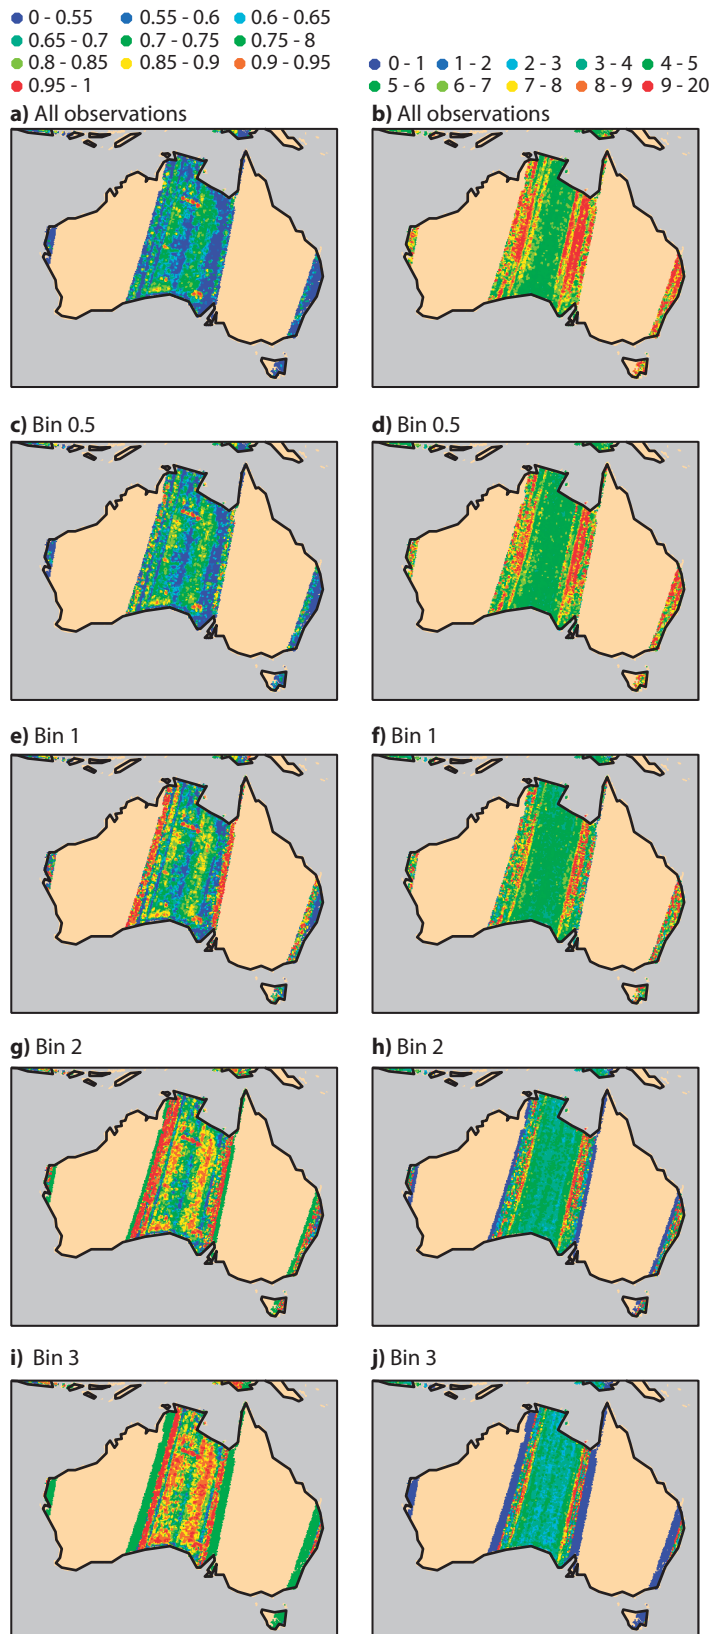 0 - 0.55 0.55 - 0.6 0.6 - 0.65
0.65 - 0.7 0.7 - 0.75 0.75 - 8
0.8 - 0.85 0.85 - 0.9 0.9 - 0.95
0.95 - 1
0 - 1 1 - 2 2 - 3 3 - 4 4 - 5
5 - 6 6 - 7 7 - 8 8 - 9 9 - 20
a) All observations
b) All observations
c) Bin 0.5
d) Bin 0.5
e) Bin 1
f) Bin 1
g) Bin 2
h) Bin 2
i) Bin 3
j) Bin 3